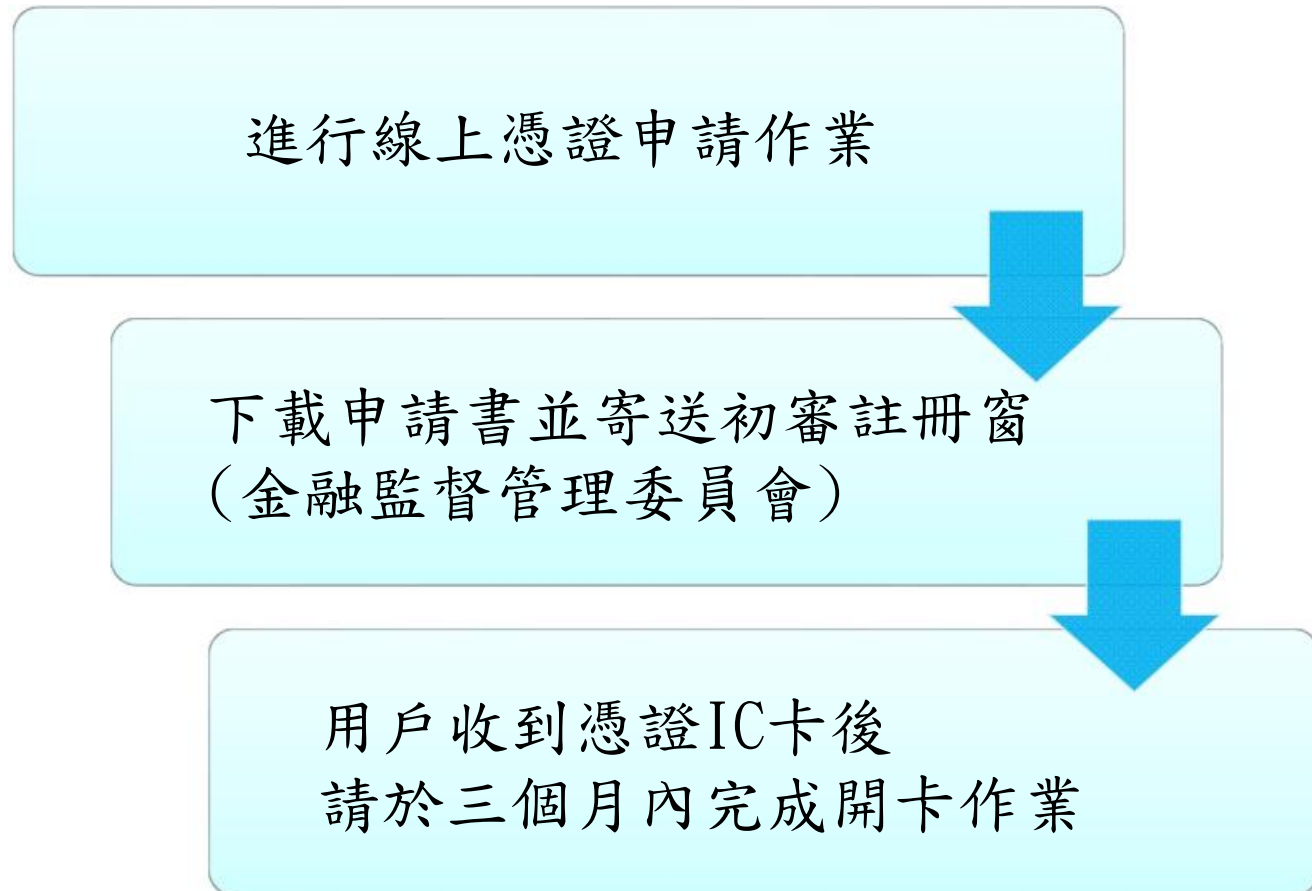 進行線上憑證申請作業
下載申請書並寄送初審註冊窗
(金融監督管理委員會)
用戶收到憑證IC卡後
請於三個月內完成開卡作業